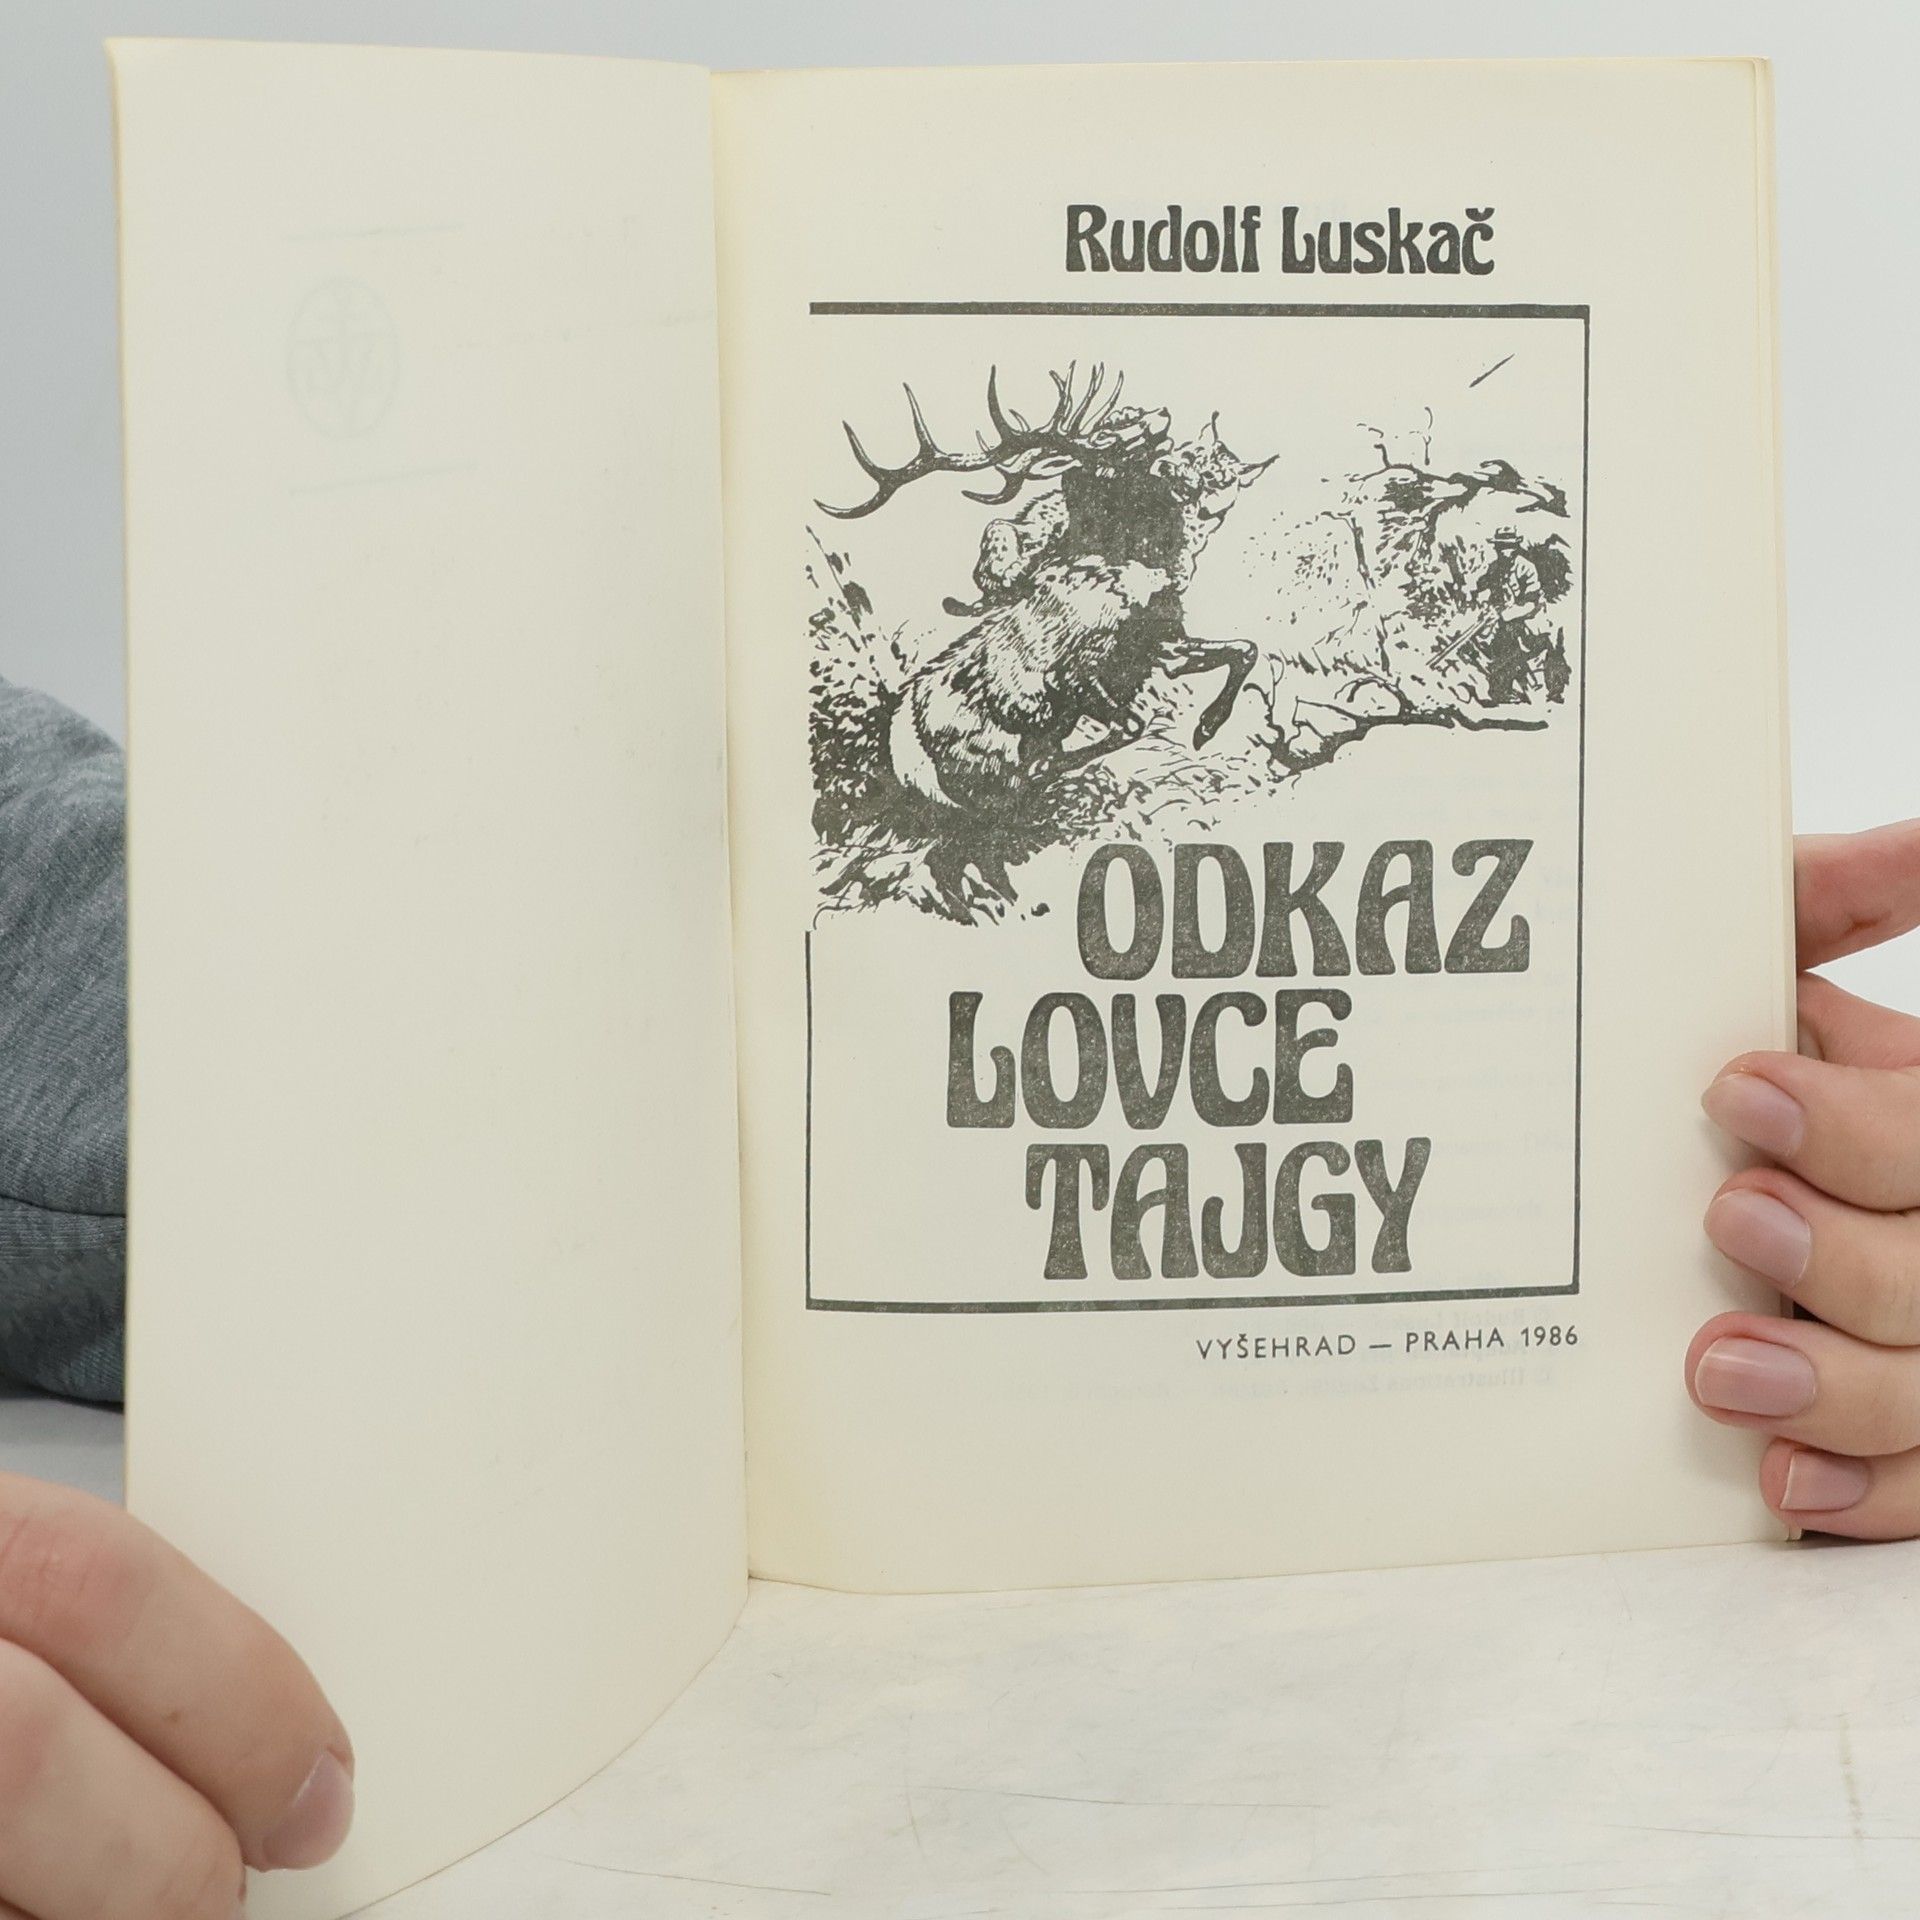 Rudolf Luskač
ODKAZ
LOVCE
TAJGY
VYŠEHRAD — PRAHA 1986